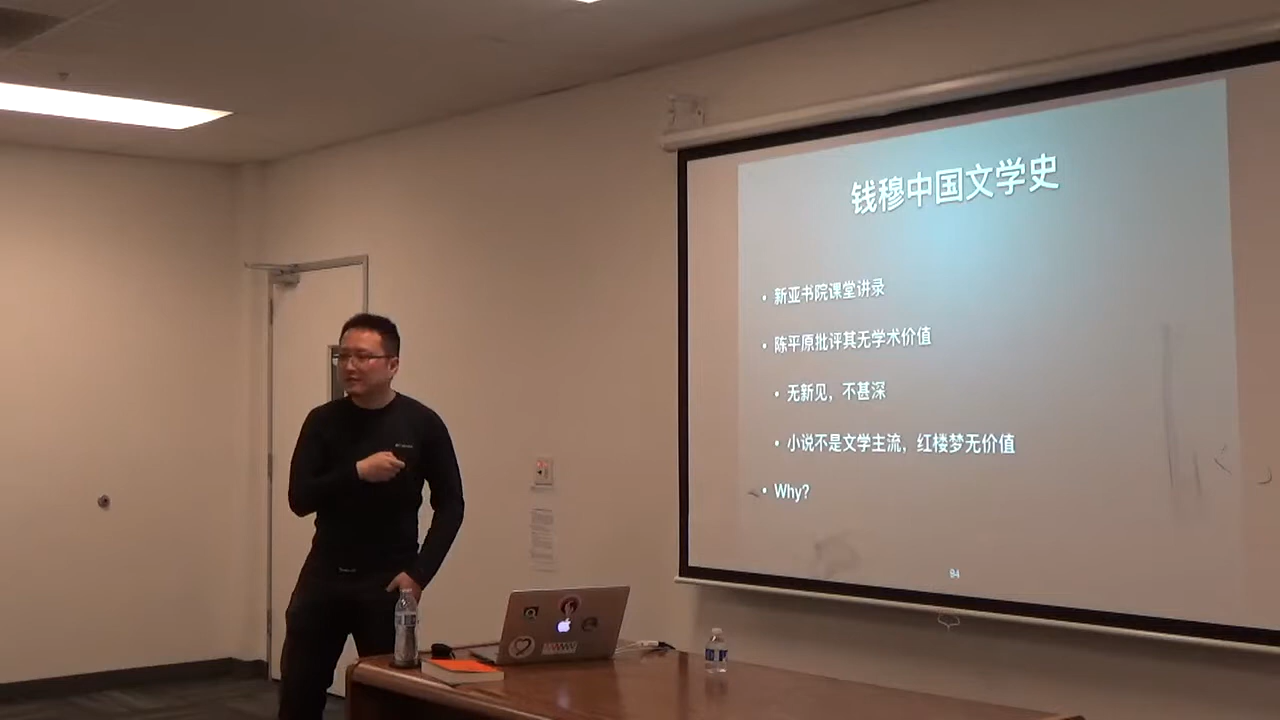 钱穆中国文学史
• 新亚书院课堂讲录
• 陈平原批评其无学术价值
• 无新见，不甚深
• 小说不是文学主流，红楼梦无价值
• Why?
94